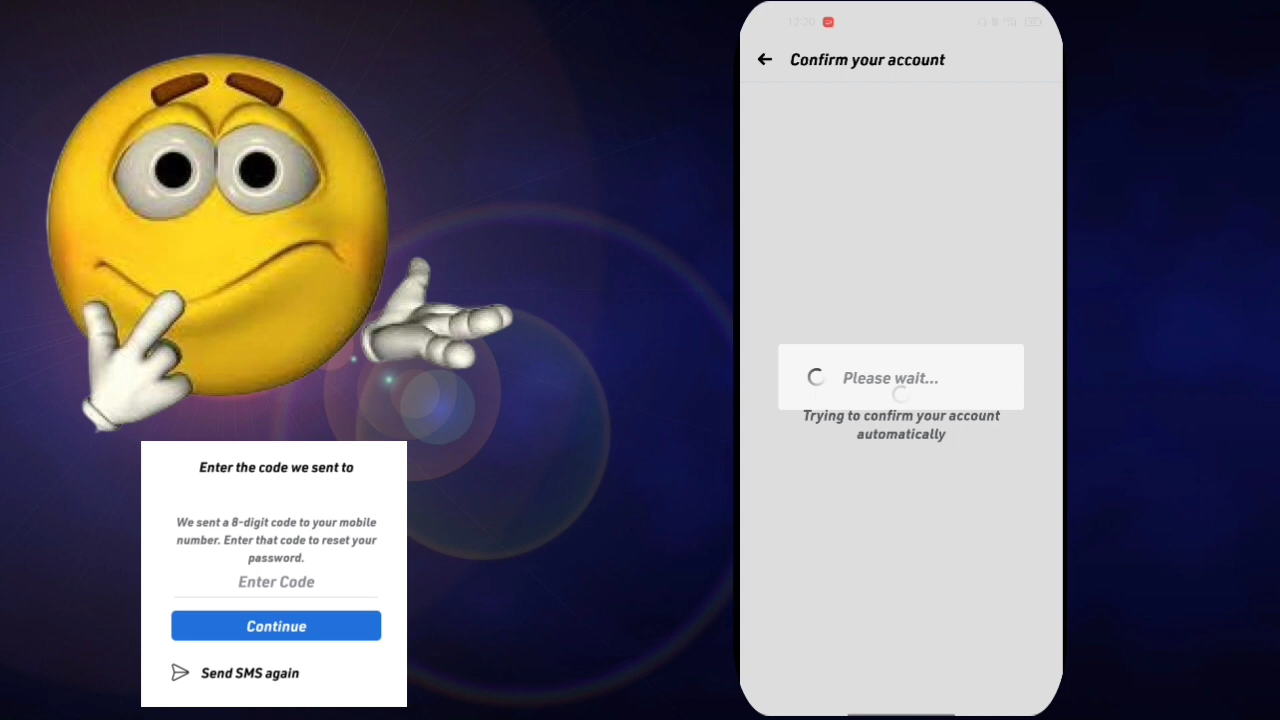 Enter the code we sent to
We sent a 8-digit code to your mobile
number. Enter that code to reset your
password.
Enter Code
Continue
Send SMS again
12:20
Confirm your account
Please wait...
Trying to confirm your account
automatically